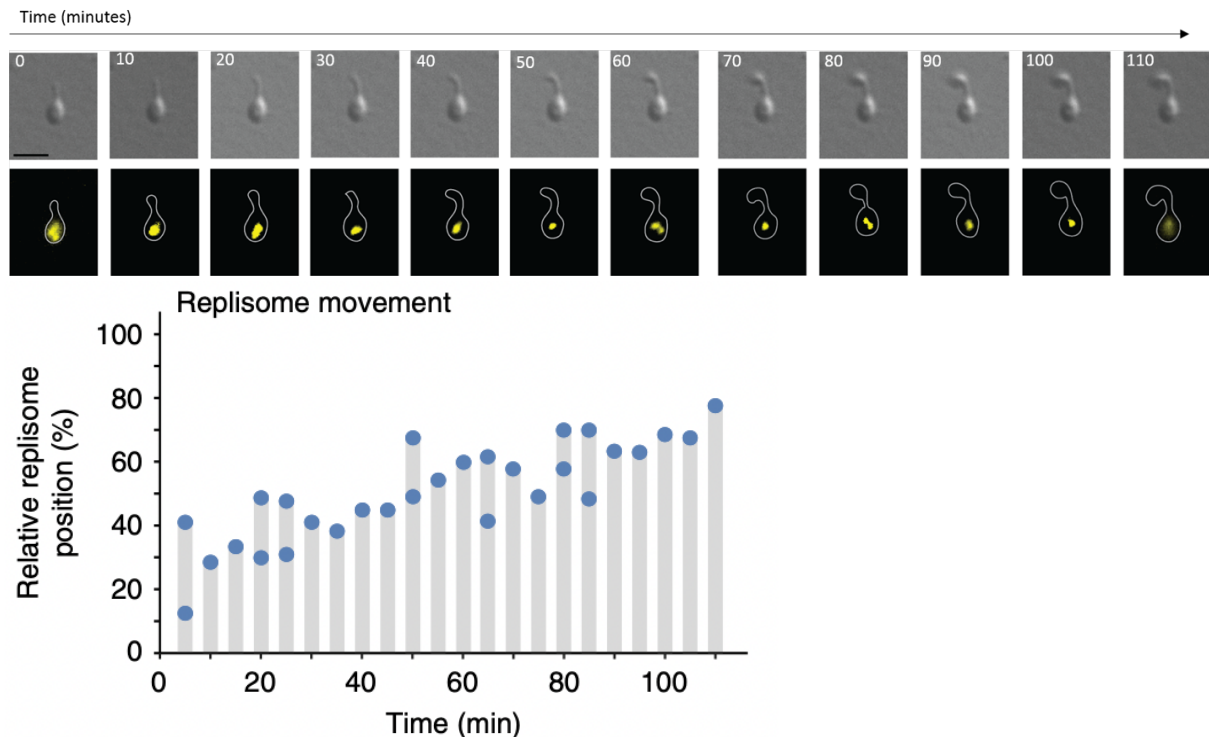 Time (minutes)
0 10 20 30 40 50 60 70 80 90 100 110
Replisome movement
Relative replisome
position (%)
100
80
60
40
20
0
0 20 40 60 80 100
Time (min)